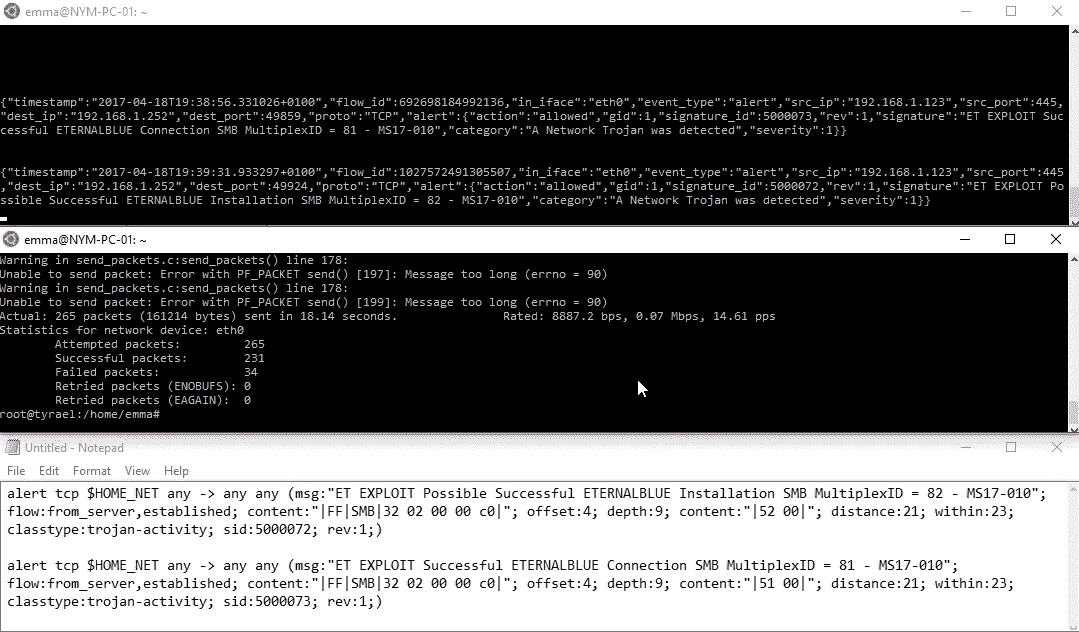 emma@NYM-PC-01: ~
{"timestamp":"2017-04-18T19:38:56.331026+0100","flow_id":692698184992136,"in_iface":"eth0","event_type":"alert","src_ip":"192.168.1.123","src_port":445,
"dest_ip":"192.168.1.252","dest_port":49859,"proto":"TCP","alert":{"action":"allowed","gid":1,"signature_id":5000073,"rev":1,"signature":"ET EXPLOIT Suc
cessful ETERNALBLUE Connection SMB MultiplexID = 81 - MS17-010","category":"A Network Trojan was detected","severity":1}}
{"timestamp":"2017-04-18T19:39:31.933297+0100","flow_id":1027572491305507,"in_iface":"eth0","event_type":"alert","src_ip":"192.168.1.123","src_port":445
,"dest_ip":"192.168.1.252","dest_port":49924,"proto":"TCP","alert":{"action":"allowed","gid":1,"signature_id":5000072,"rev":1,"signature":"ET EXPLOIT Po
ssible Successful ETERNALBLUE Installation SMB MultiplexID = 82 - MS17-010","category":"A Network Trojan was detected","severity":1}}
emma@NYM-PC-01: ~
Warning in send_packets.c:send_packets() line 178:
Unable to send packet: Error with PF_PACKET send() [197]: Message too long (errno = 90)
Warning in send_packets.c:send_packets() line 178:
Unable to send packet: Error with PF_PACKET send() [199]: Message too long (errno = 90)
Actual: 265 packets (161214 bytes) sent in 18.14 seconds. Rated: 8887.2 bps, 0.07 Mbps, 14.61 pps
Statistics for network device: eth0
Attempted packets: 265
Successful packets: 231
Failed packets: 34
Retried packets (ENOBUFS): 0
Retried packets (EAGAIN): 0
root@tyrael:/home/emma#
Untitled - Notepad
File Edit Format View Help
alert tcp $HOME_NET any -> any any (msg:"ET EXPLOIT Possible Successful ETERNALBLUE Installation SMB MultiplexID = 82 - MS17-010";
flow:from_server,established; content:"|FF|SMB|32 02 00 00 c0|"; offset:4; depth:9; content:"|52 00|"; distance:21; within:23;
classtype:trojan-activity; sid:5000072; rev:1;)
alert tcp $HOME_NET any -> any any (msg:"ET EXPLOIT Successful ETERNALBLUE Connection SMB MultiplexID = 81 - MS17-010";
flow:from_server,established; content:"|FF|SMB|32 02 00 00 c0|"; offset:4; depth:9; content:"|51 00|"; distance:21; within:23;
classtype:trojan-activity; sid:5000073; rev:1;)